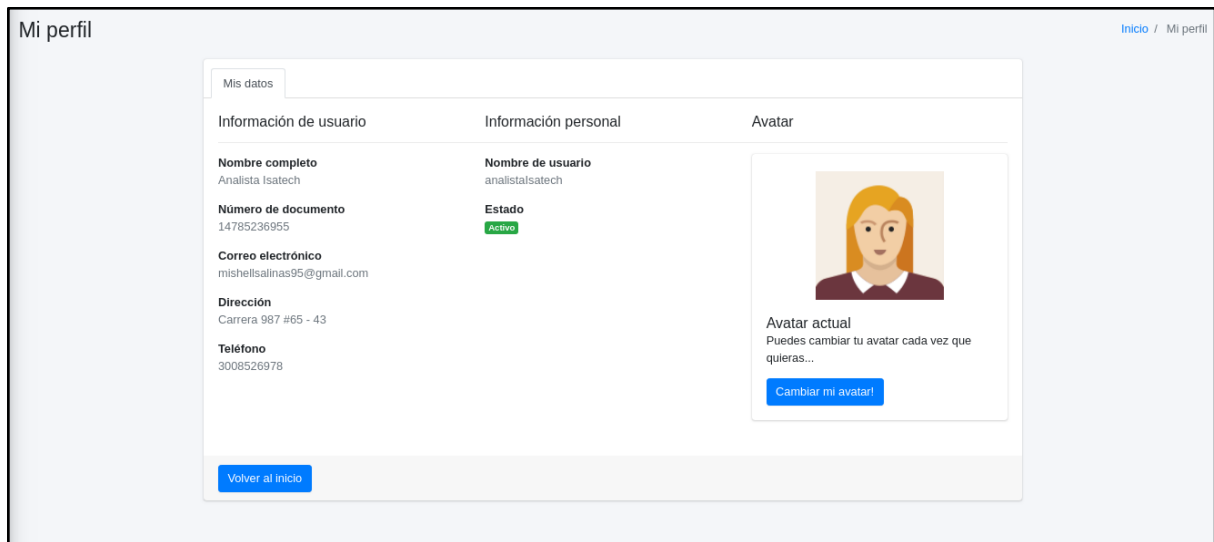 Mi perfil
Inicio / Mi perfil
Mis datos
Información de usuario
Nombre completo
Analista Isatech
Número de documento
14785236955
Correo electrónico
mishellsalinas95@gmail.com
Dirección
Carrera 987 #65 - 43
Teléfono
3008526978
Información personal
Nombre de usuario
analistaIsatech
Estado
Activo
Avatar
Avatar actual
Puedes cambiar tu avatar cada vez que
quieras...
Cambiar mi avatar!
Volver al inicio